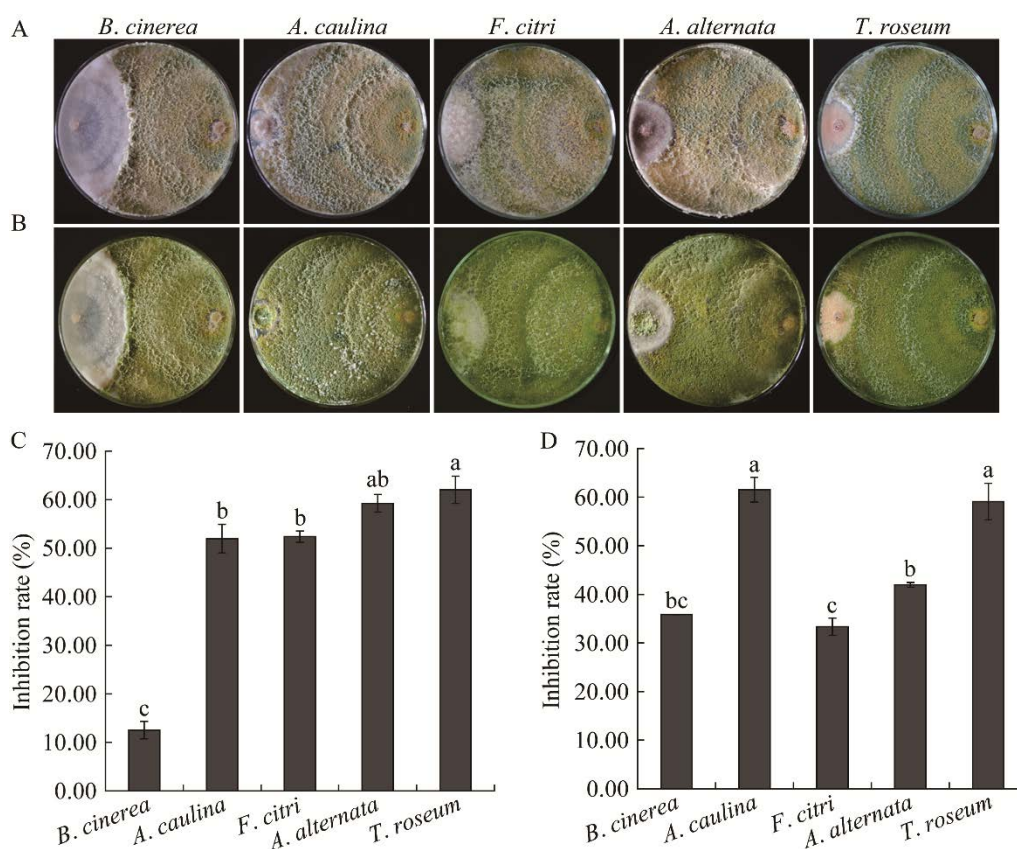 A
B. cinerea A. caulina F. citri A. alternata T. roseum
B
C
70.00
60.00
50.00
40.00
30.00
20.00
10.00
0.00
Inhibition rate (%)
c
b
b
ab
a
B. cinerea
A. caulina
F. citri
A. alternata
T. roseum
D
70.00
60.00
50.00
40.00
30.00
20.00
10.00
0.00
Inhibition rate (%)
bc
a
c
b
a
B. cinerea
A. caulina
F. citri
A. alternata
T. roseum